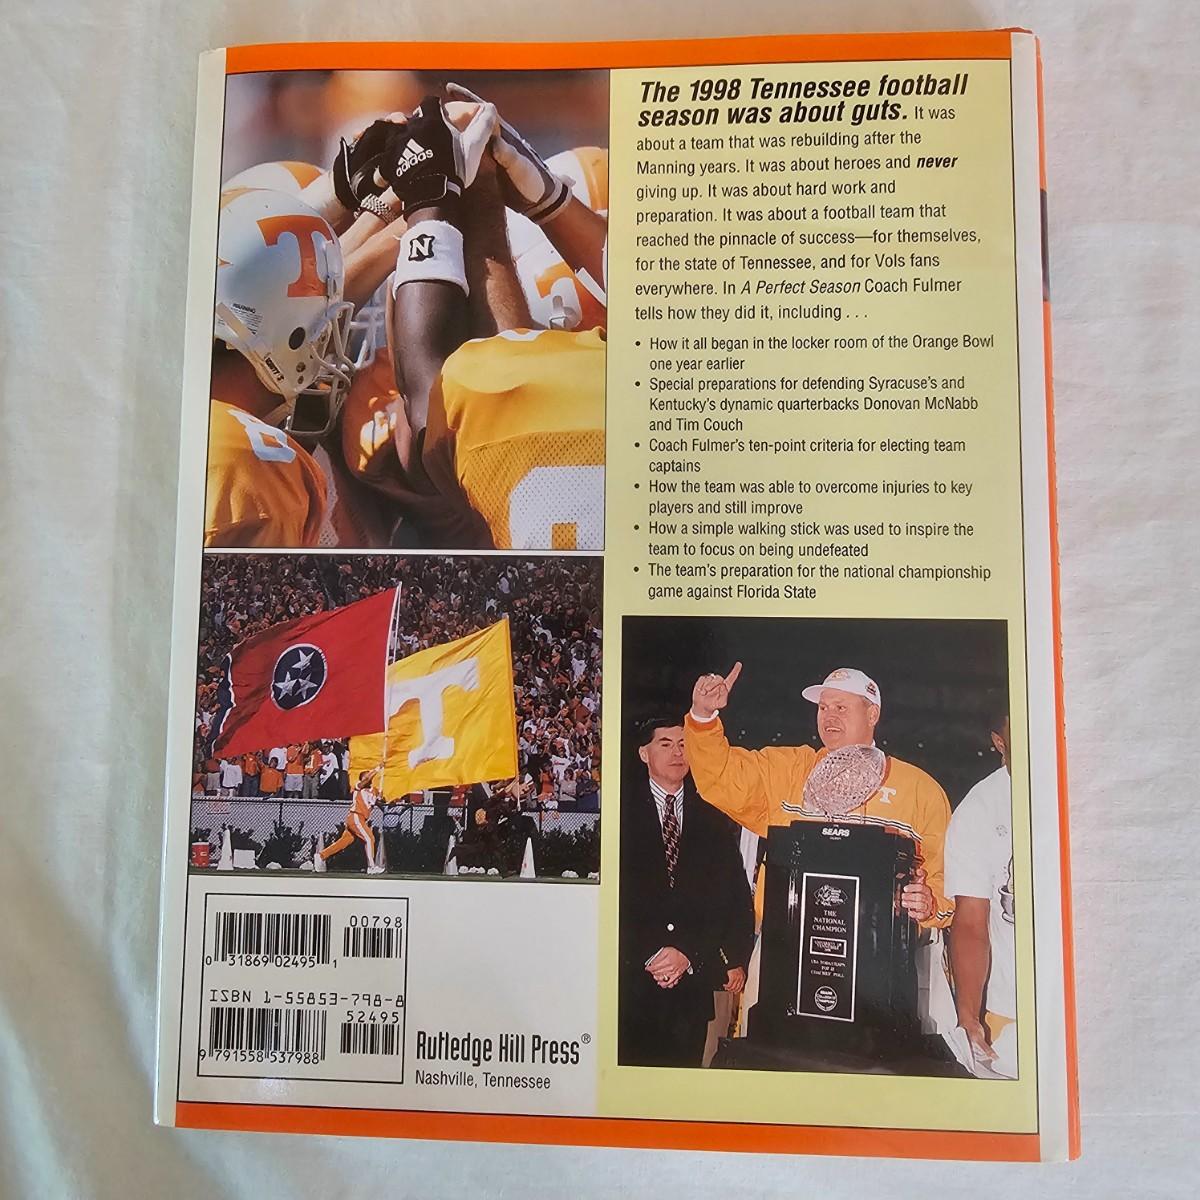 The 1998 Tennessee football
season was about guts. It was
about a team that was rebuilding after the
Manning years. It was about heroes and never
giving up. It was about hard work and
preparation. It was about a football team that
reached the pinnacle of success—for themselves,
for the state of Tennessee, and for Vols fans
everywhere. In A Perfect Season Coach Fulmer
tells how they did it, including . . .
• How it all began in the locker room of the Orange Bowl
one year earlier
• Special preparations for defending Syracuse's and
Kentucky's dynamic quarterbacks Donovan McNabb
and Tim Couch
• Coach Fulmer's ten-point criteria for electing team
captains
• How the team was able to overcome injuries to key
players and still improve
• How a simple walking stick was used to inspire the
team to focus on being undefeated
• The team's preparation for the national championship
game against Florida State
adidas
N
T
WARNING
T
T
SEARS
THE
NATIONAL
CHAMPION
UNIVERSITY OF
TENNESSEE
00798
0 31869 02495 1
ISBN 1-55853-798-8
52495
9 791558 537988
Rutledge Hill Press®
Nashville, Tennessee